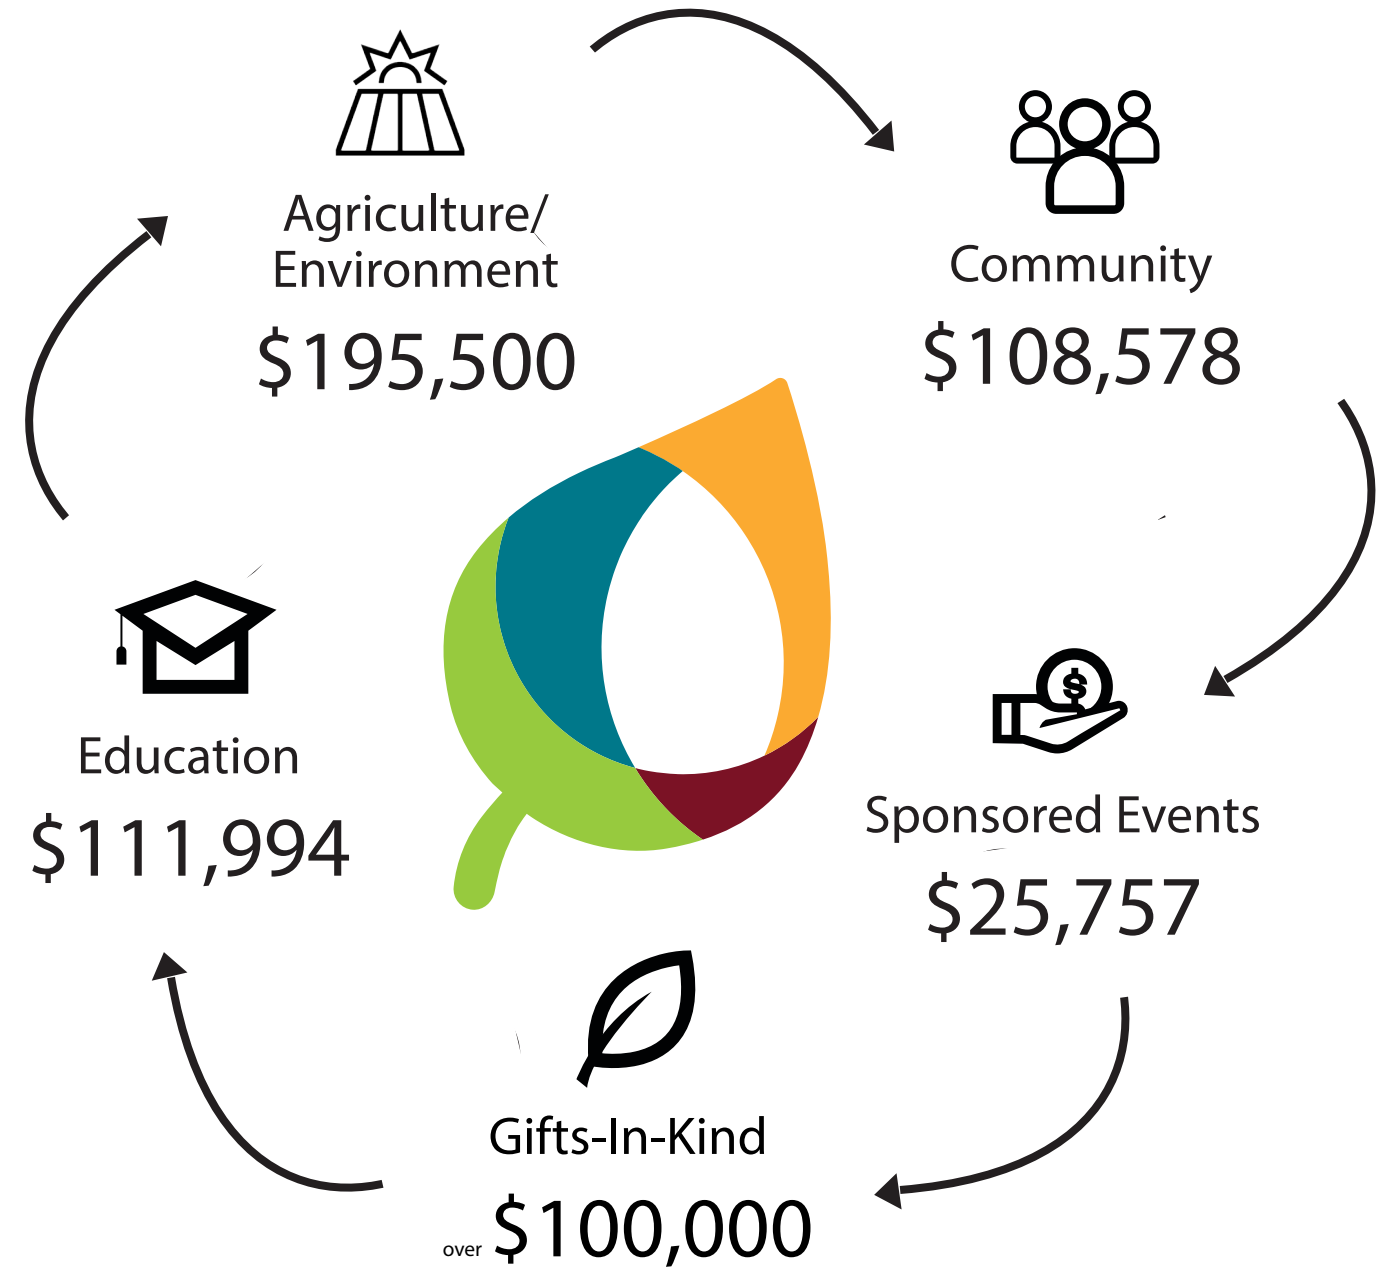 Agriculture/
Environment
$195,500
Community
$108,578
Sponsored Events
$25,757
Gifts-In-Kind
over $100,000
Education
$111,994
$